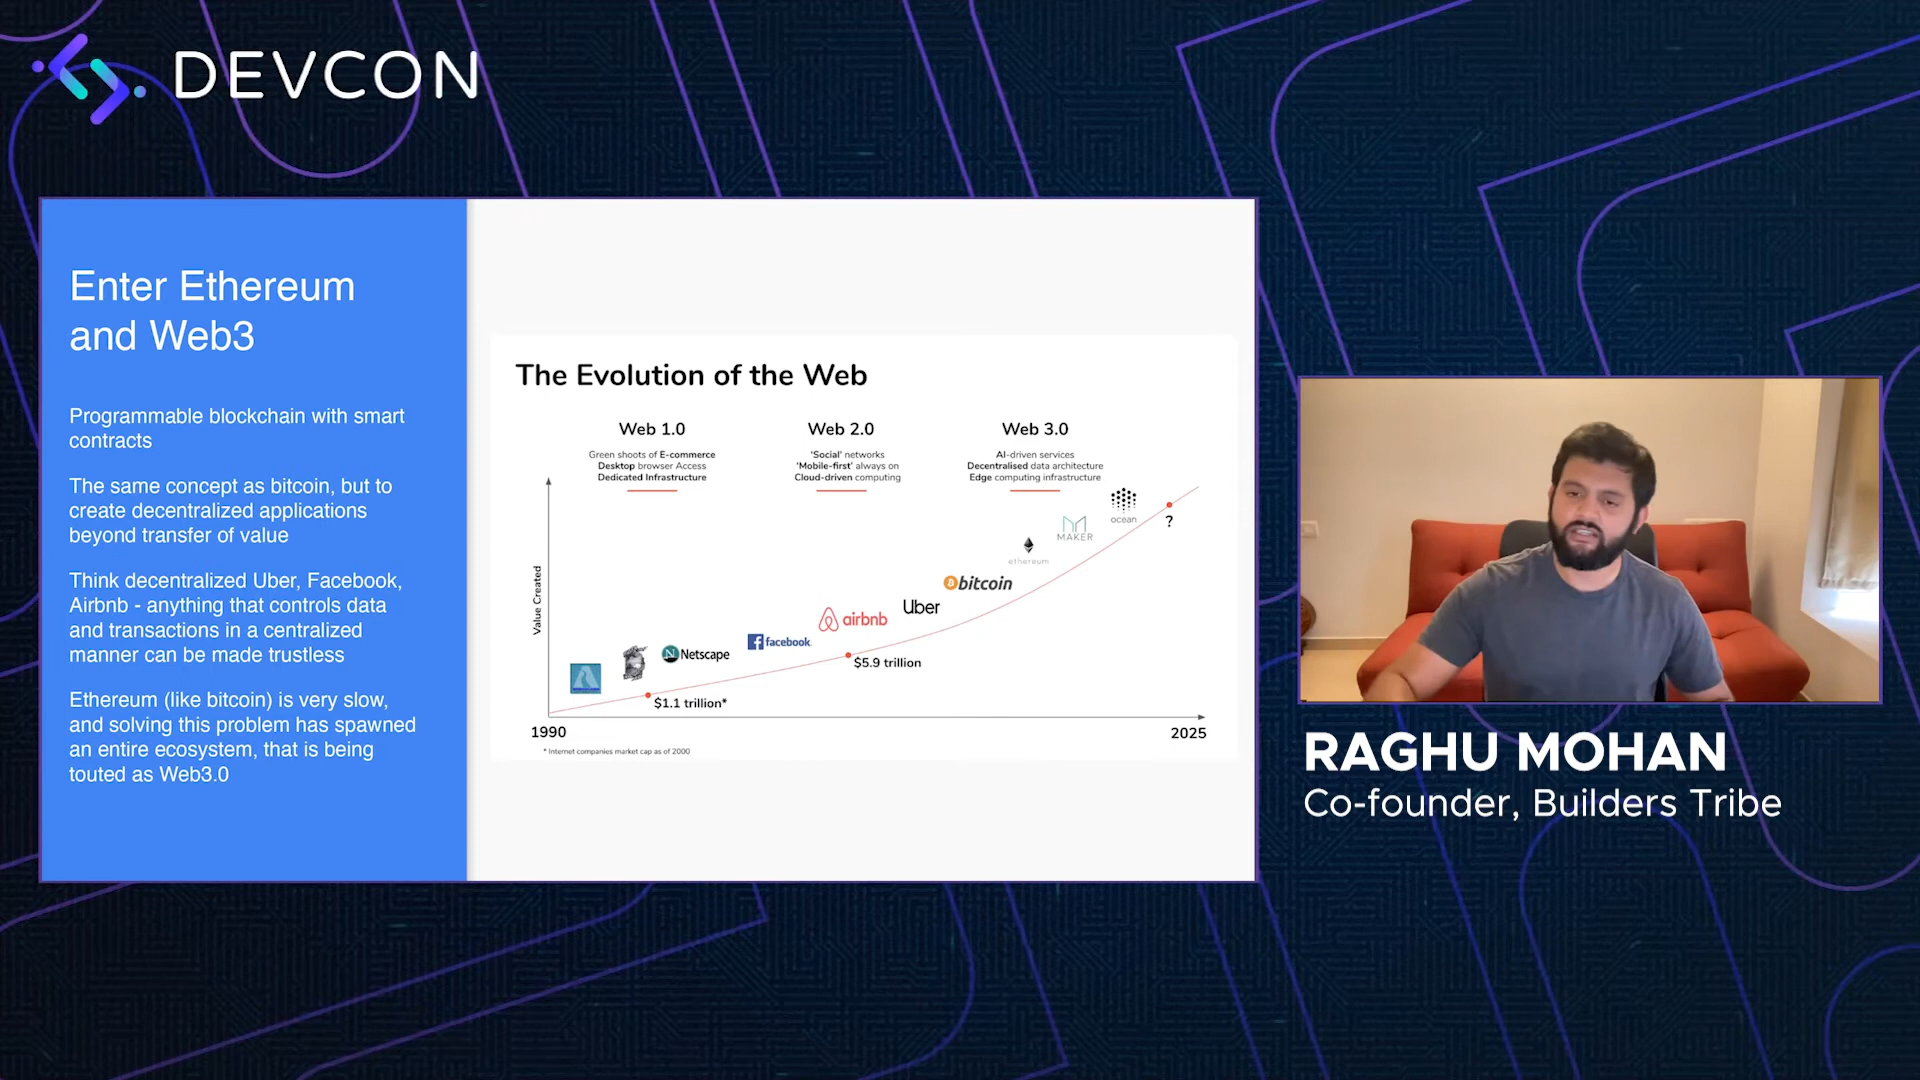 DEVCON
Enter Ethereum
and Web3
Programmable blockchain with smart
contracts
The same concept as bitcoin, but to
create decentralized applications
beyond transfer of value
Think decentralized Uber, Facebook,
Airbnb - anything that controls data
and transactions in a centralized
manner can be made trustless
Ethereum (like bitcoin) is very slow,
and solving this problem has spawned
an entire ecosystem, that is being
touted as Web3.0
The Evolution of the Web
Web 1.0
Green shoots of E-commerce
Desktop browser Access
Dedicated Infrastructure
Web 2.0
'Social' networks
'Mobile-first' always on
Cloud-driven computing
Web 3.0
AI-driven services
Decentralised data architecture
Edge computing infrastructure
Value Created
Netscape
facebook.
airbnb
Uber
bitcoin
ethereum
MAKER
ocean
?
$1.1 trillion*
$5.9 trillion
1990
2025
* Internet companies market cap as of 2000
RAGHU MOHAN
Co-founder, Builders Tribe